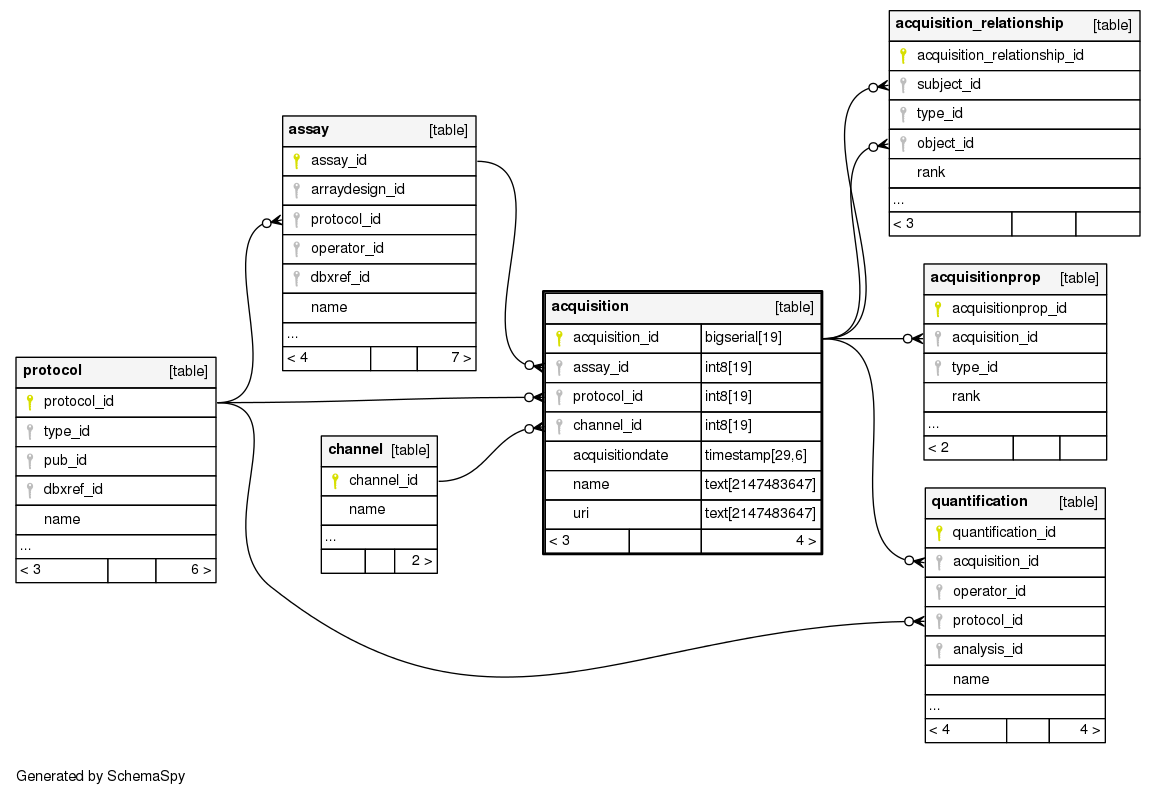 acquisition_relationship [table]
acquisition_relationship_id
subject_id
type_id
object_id
rank
...
< 3
assay [table]
assay_id
arraydesign_id
protocol_id
operator_id
dbxref_id
name
...
< 4 7 >
acquisitionprop [table]
acquisitionprop_id
acquisition_id
type_id
rank
...
< 2
acquisition [table]
acquisition_id bigserial[19]
assay_id int8[19]
protocol_id int8[19]
channel_id int8[19]
acquisitiondate timestamp[29,6]
name text[2147483647]
uri text[2147483647]
< 3 4 >
protocol [table]
protocol_id
type_id
pub_id
dbxref_id
name
...
< 3 6 >
channel [table]
channel_id
name
...
2 >
quantification [table]
quantification_id
acquisition_id
operator_id
protocol_id
analysis_id
name
...
< 4 4 >
Generated by SchemaSpy